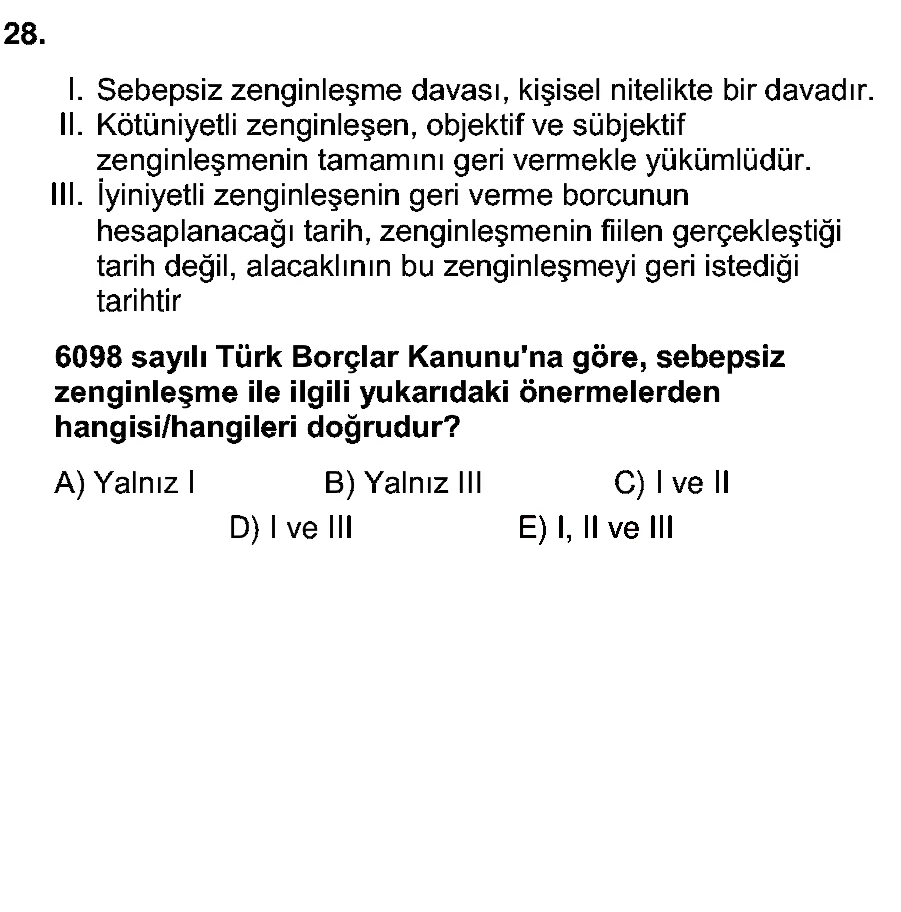 28.
I. Sebepsiz zenginleşme davası, kişisel nitelikte bir davadır.
II. Kötüniyetli zenginleşen, objektif ve sübjektif
zenginleşmenin tamamını geri vermekle yükümlüdür.
III. İyiniyetli zenginleşenin geri verme borcunun
hesaplanacağı tarih, zenginleşmenin fiilen gerçekleştiği
tarih değil, alacaklının bu zenginleşmeyi geri istediği
tarihtir
6098 sayılı Türk Borçlar Kanunu'na göre, sebepsiz
zenginleşme ile ilgili yukarıdaki önermelerden
hangisi/hangileri doğrudur?
A) Yalnız I B) Yalnız III C) I ve II
D) I ve III E) I, II ve III